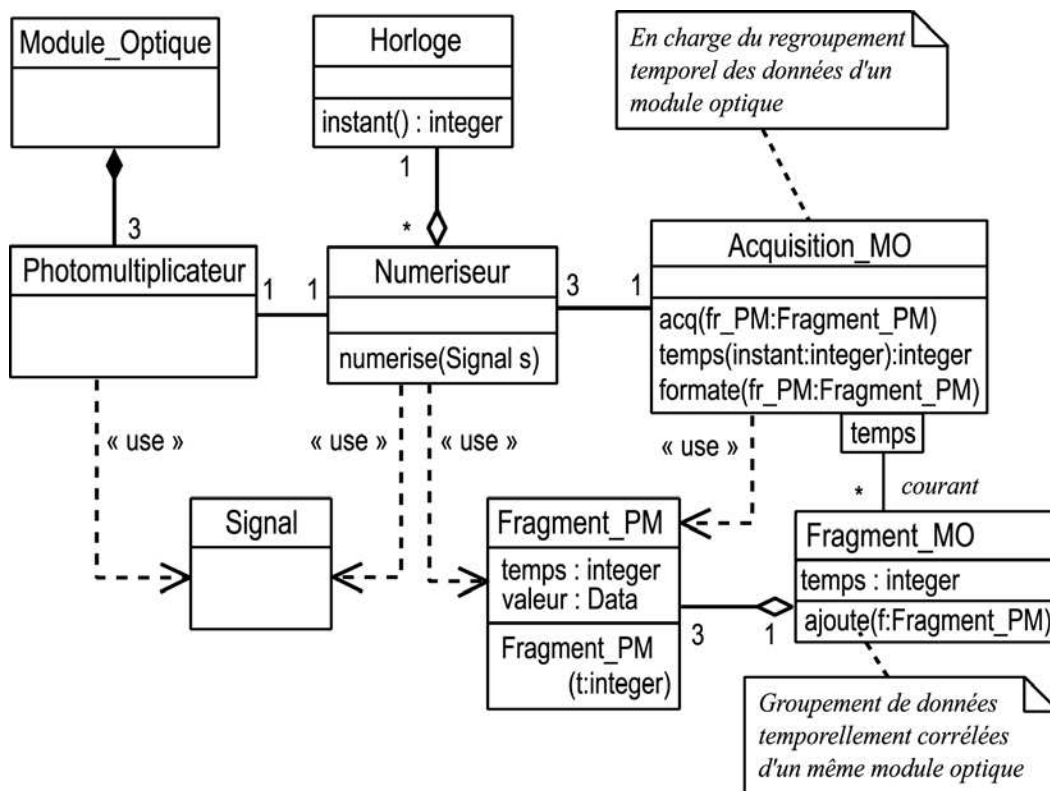 Module_Optique
Horloge
instant() : integer
En charge du regroupement
temporel des données d'un
module optique
1
*
3
Photomultiplicateur
1
1
Numeriseur
numerise(Signal s)
3
1
Acquisition_MO
acq(fr_PM:Fragment_PM)
temps(instant:integer):integer
formate(fr_PM:Fragment_PM)
temps
« use »
« use »
« use »
« use »
*
courant
Signal
Fragment_PM
temps : integer
valeur : Data
Fragment_PM
(t:integer)
3
1
Fragment_MO
temps : integer
ajoute(f:Fragment_PM)
Groupement de données
temporellement corrélées
d'un même module optique